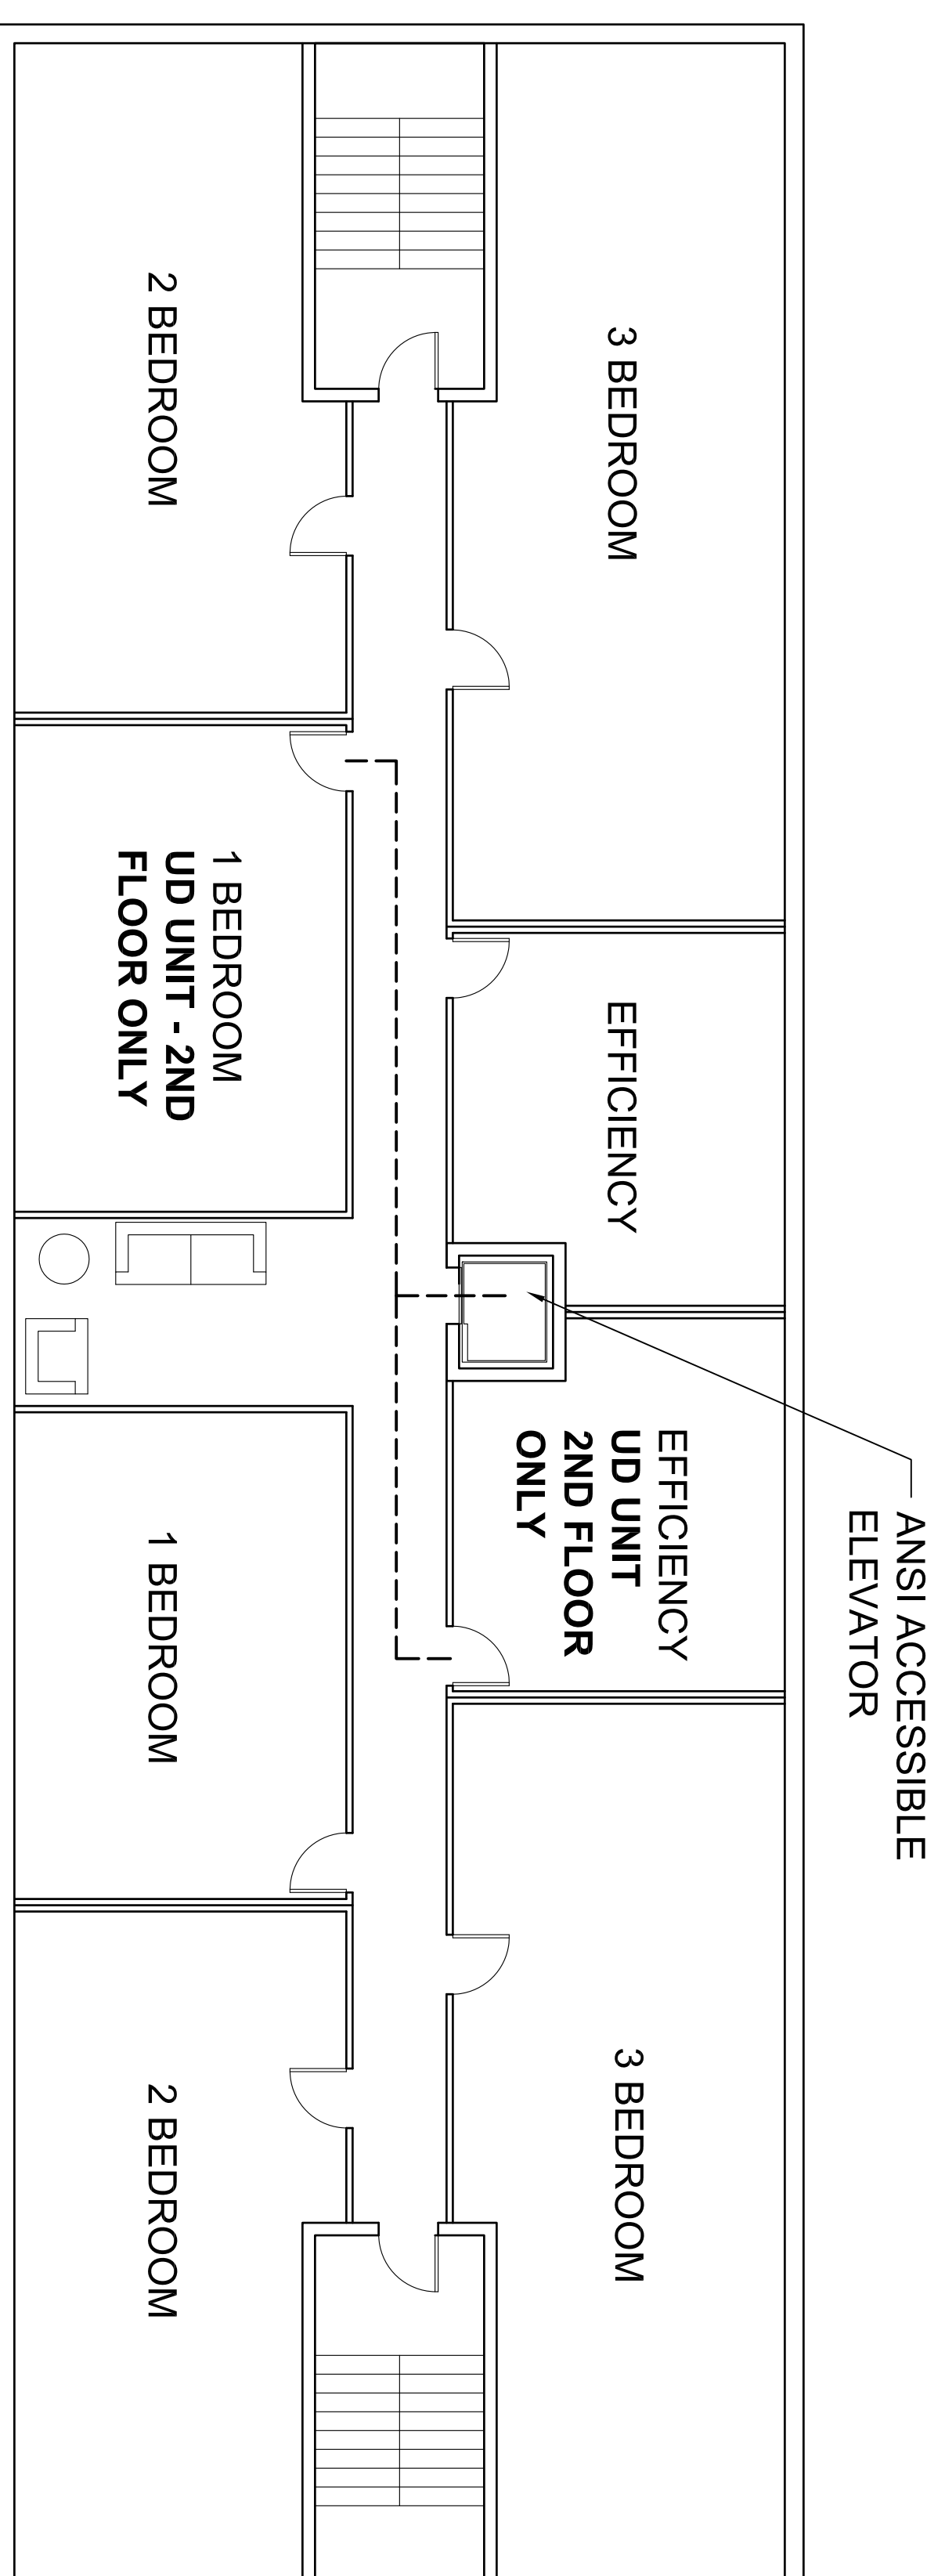 ANSI ACCESSIBLE
ELEVATOR
3 BEDROOM
EFFICIENCY
EFFICIENCY
UD UNIT
2ND FLOOR
ONLY
3 BEDROOM
2 BEDROOM
1 BEDROOM
UD UNIT - 2ND
FLOOR ONLY
1 BEDROOM
2 BEDROOM